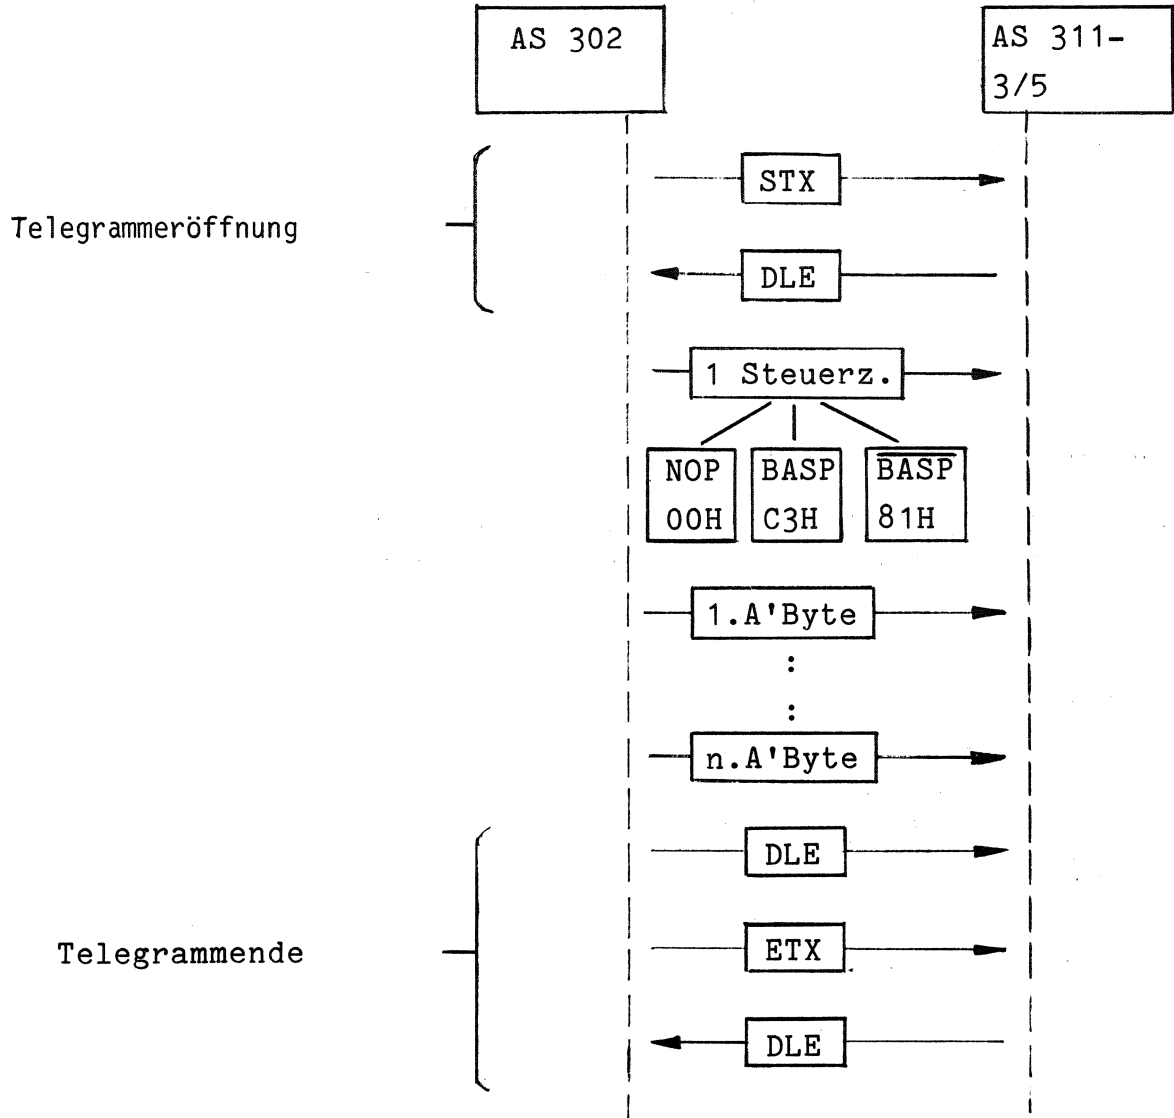 AS 302
AS 311-
3/5
STX
Telegrammeröffnung
DLE
1 Steuerz.
NOP
00H
BASP
C3H
B̅A̅S̅P̅
81H
1.A'Byte
:
:
n.A'Byte
DLE
Telegrammende
ETX
DLE